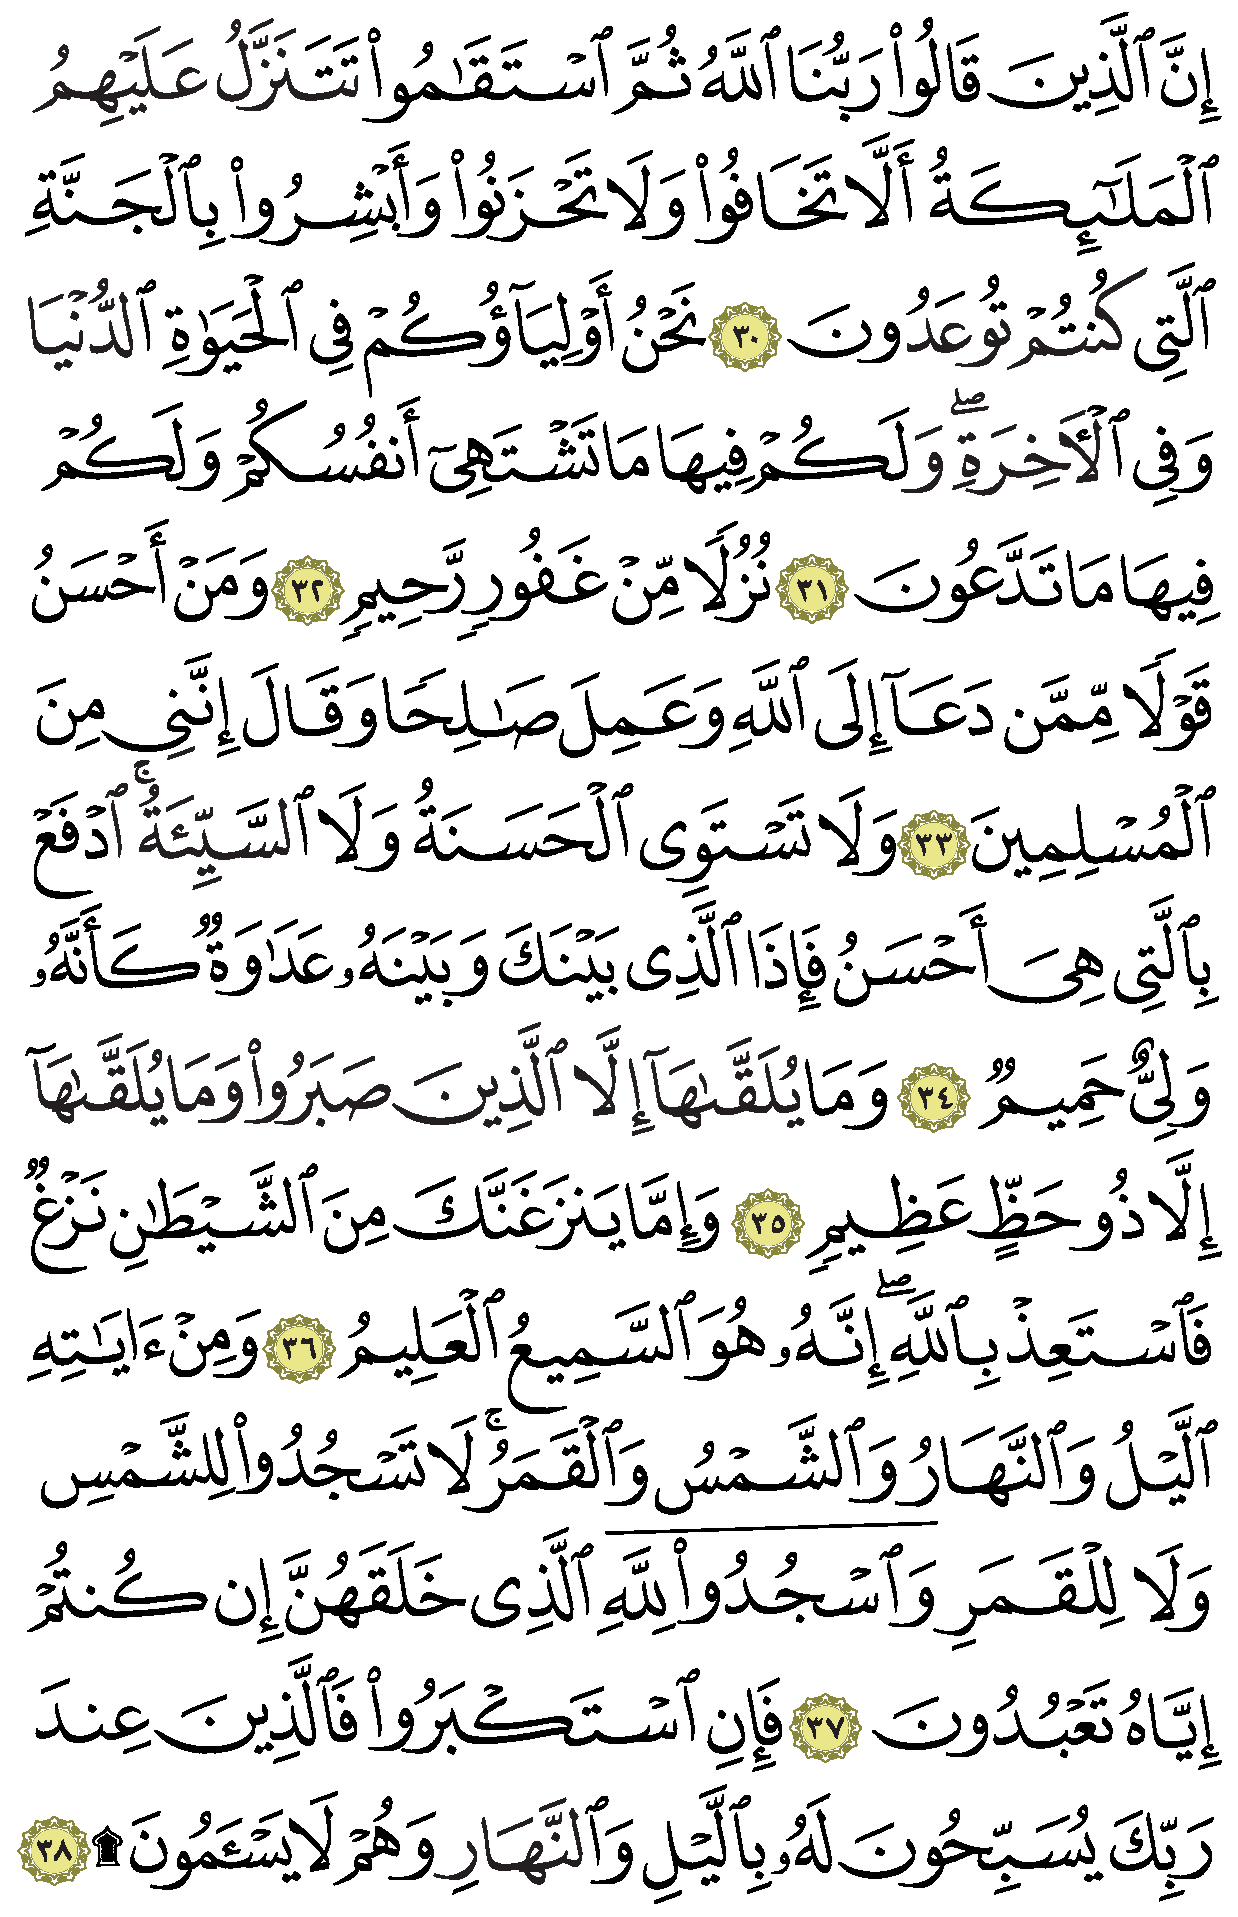 إِنَّ ٱلَّذِينَ قَالُوا۟ رَبُّنَا ٱللَّهُ ثُمَّ ٱسْتَقَـٰمُوا۟ تَتَنَزَّلُ عَلَيْهِمُ
ٱلْمَلَـٰٓئِكَةُ أَلَّا تَخَافُوا۟ وَلَا تَحْزَنُوا۟ وَأَبْشِرُوا۟ بِٱلْجَنَّةِ
ٱلَّتِى كُنتُمْ تُوعَدُونَ ٣٠ نَحْنُ أَوْلِيَآؤُكُمْ فِى ٱلْحَيَوٰةِ ٱلدُّنْيَا
وَفِى ٱلْـَٔاخِرَةِ ۖ وَلَكُمْ فِيهَا مَا تَشْتَهِىٓ أَنفُسُكُمْ وَلَكُمْ
فِيهَا مَا تَدَّعُونَ ٣١ نُزُلًا مِّنْ غَفُورٍ رَّحِيمٍ ٣٢ وَمَنْ أَحْسَنُ
قَوْلًا مِّمَّن دَعَآ إِلَى ٱللَّهِ وَعَمِلَ صَـٰلِحًا وَقَالَ إِنَّنِى مِنَ
ٱلْمُسْلِمِينَ ٣٣ وَلَا تَسْتَوِى ٱلْحَسَنَةُ وَلَا ٱلسَّيِّئَةُ ۚ ٱدْفَعْ
بِٱلَّتِى هِىَ أَحْسَنُ فَإِذَا ٱلَّذِى بَيْنَكَ وَبَيْنَهُۥ عَدَٰوَةٌ كَأَنَّهُۥ
وَلِىٌّ حَمِيمٌ ٣٤ وَمَا يُلَقَّىٰهَآ إِلَّا ٱلَّذِينَ صَبَرُوا۟ وَمَا يُلَقَّىٰهَآ
إِلَّا ذُو حَظٍّ عَظِيمٍ ٣٥ وَإِمَّا يَنزَغَنَّكَ مِنَ ٱلشَّيْطَـٰنِ نَزْغٌ
فَٱسْتَعِذْ بِٱللَّهِ ۖ إِنَّهُۥ هُوَ ٱلسَّمِيعُ ٱلْعَلِيمُ ٣٦ وَمِنْ ءَايَـٰتِهِ
ٱلَّيْلُ وَٱلنَّهَارُ وَٱلشَّمْسُ وَٱلْقَمَرُ ۚ لَا تَسْجُدُوا۟ لِلشَّمْسِ
وَلَا لِلْقَمَرِ وَٱسْجُدُوا۟ لِلَّهِ ٱلَّذِى خَلَقَهُنَّ إِن كُنتُمْ
إِيَّاهُ تَعْبُدُونَ ٣٧ فَإِنِ ٱسْتَكْبَرُوا۟ فَٱلَّذِينَ عِندَ
رَبِّكَ يُسَبِّحُونَ لَهُۥ بِٱلَّيْلِ وَٱلنَّهَارِ وَهُمْ لَا يَسْـَٔمُونَ ۩ ٣٨